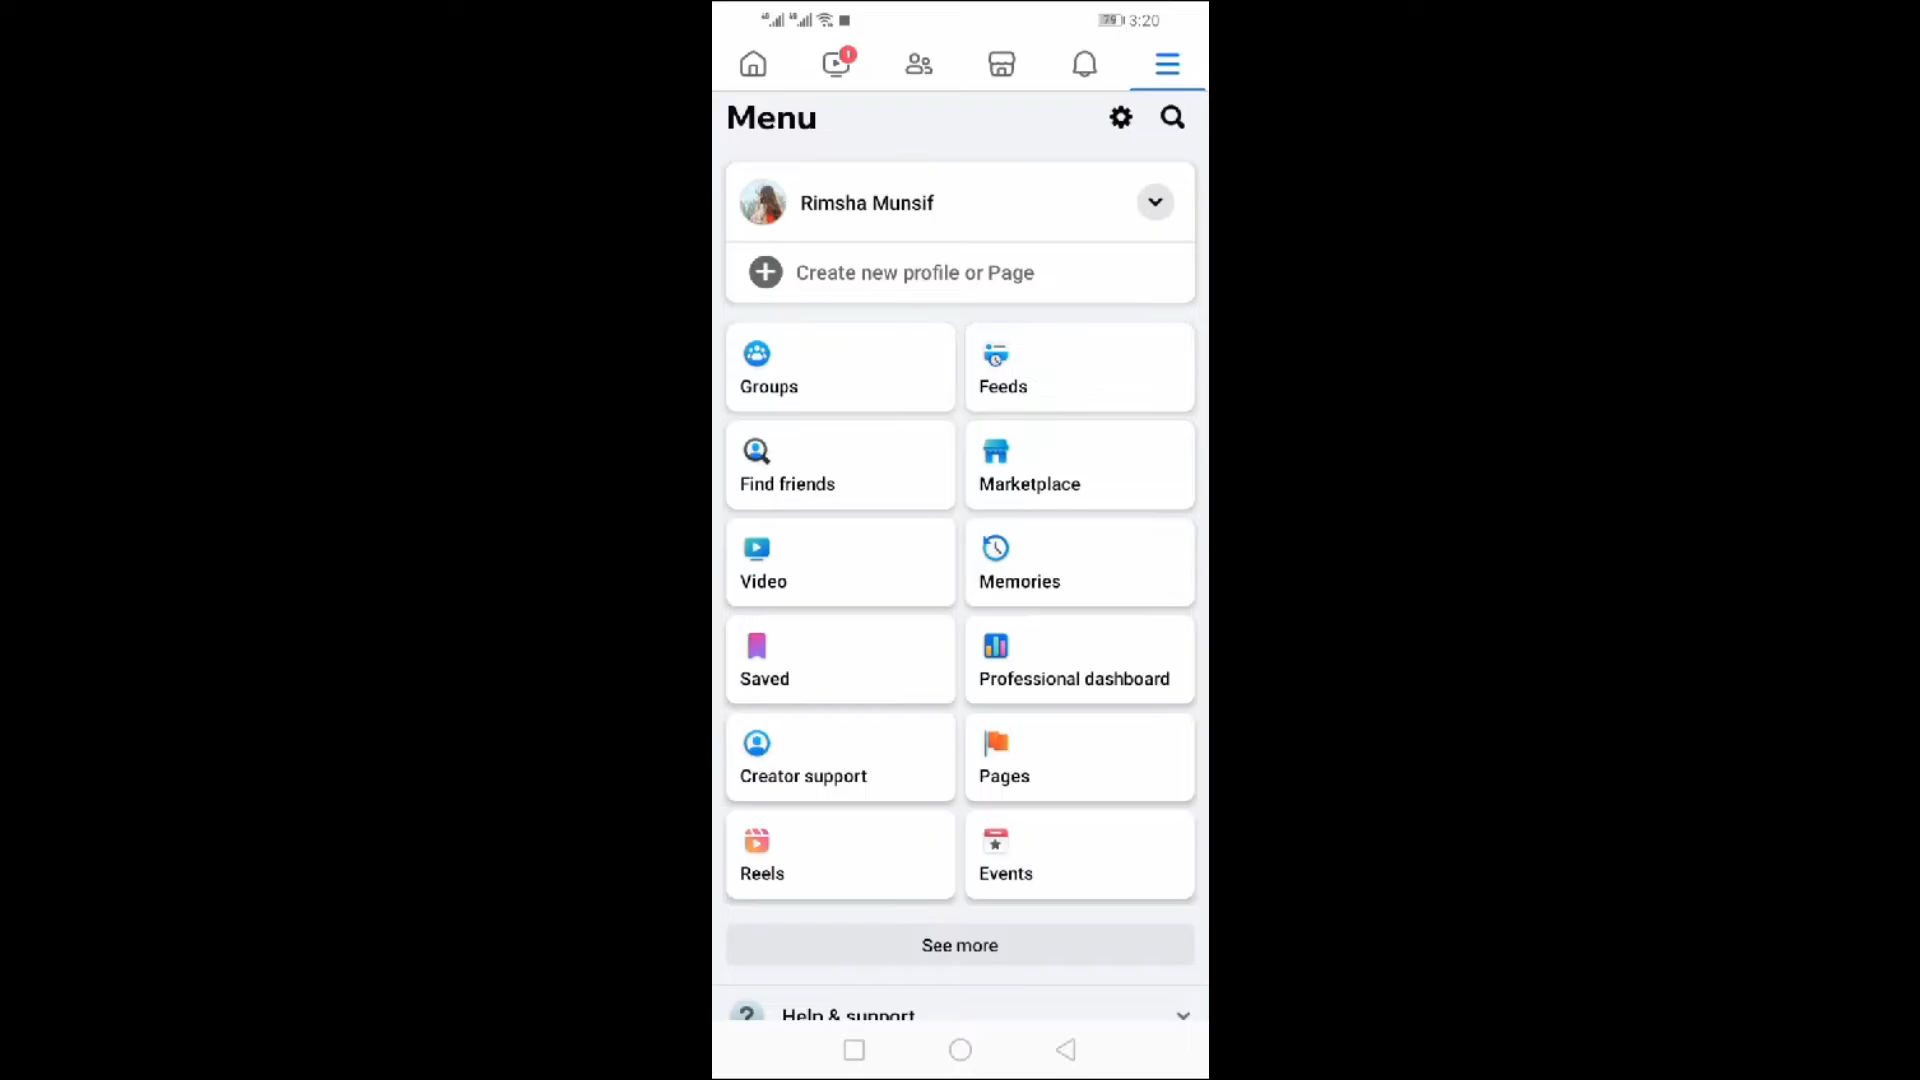 79 3:20
Menu
Rimsha Munsif
Create new profile or Page
Groups
Feeds
Find friends
Marketplace
Video
Memories
Saved
Professional dashboard
Creator support
Pages
Reels
Events
See more
Help & support